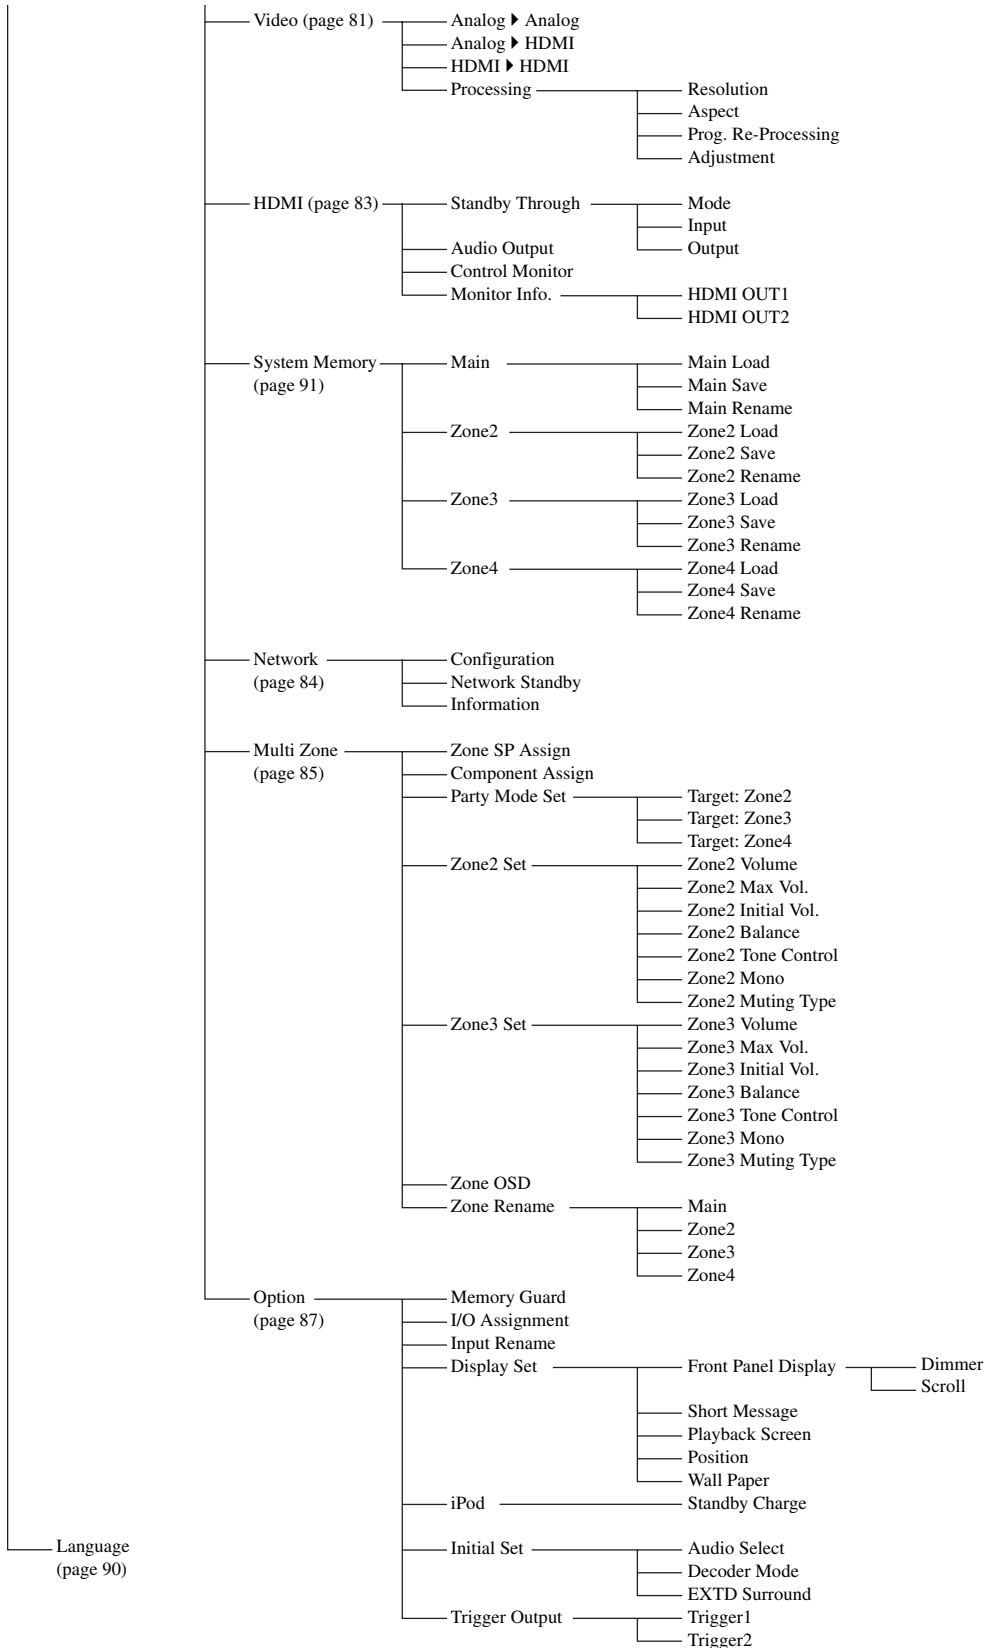 Video (page 81)
Analog ▶ Analog
Analog ▶ HDMI
HDMI ▶ HDMI
Processing
Resolution
Aspect
Prog. Re-Processing
Adjustment
HDMI (page 83)
Standby Through
Mode
Input
Output
Audio Output
Control Monitor
Monitor Info.
HDMI OUT1
HDMI OUT2
System Memory
(page 91)
Main
Main Load
Main Save
Main Rename
Zone2
Zone2 Load
Zone2 Save
Zone2 Rename
Zone3
Zone3 Load
Zone3 Save
Zone3 Rename
Zone4
Zone4 Load
Zone4 Save
Zone4 Rename
Network
(page 84)
Configuration
Network Standby
Information
Multi Zone
(page 85)
Zone SP Assign
Component Assign
Party Mode Set
Target: Zone2
Target: Zone3
Target: Zone4
Zone2 Set
Zone2 Volume
Zone2 Max Vol.
Zone2 Initial Vol.
Zone2 Balance
Zone2 Tone Control
Zone2 Mono
Zone2 Muting Type
Zone3 Set
Zone3 Volume
Zone3 Max Vol.
Zone3 Initial Vol.
Zone3 Balance
Zone3 Tone Control
Zone3 Mono
Zone3 Muting Type
Zone OSD
Zone Rename
Main
Zone2
Zone3
Zone4
Option
(page 87)
Memory Guard
I/O Assignment
Input Rename
Display Set
Front Panel Display
Dimmer
Scroll
Short Message
Playback Screen
Position
Wall Paper
iPod
Standby Charge
Initial Set
Audio Select
Decoder Mode
EXTD Surround
Trigger Output
Trigger1
Trigger2
Language
(page 90)